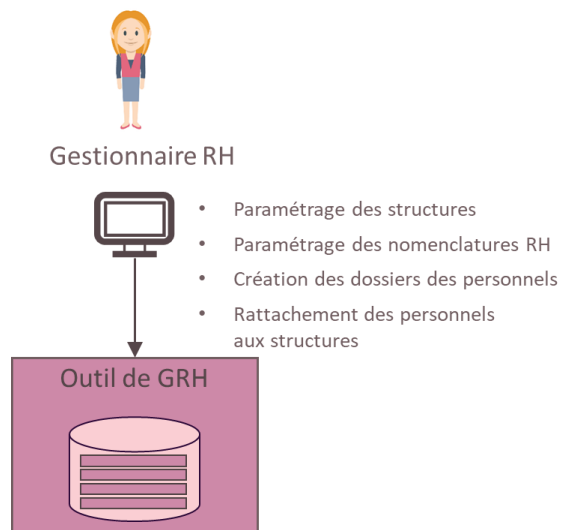 Gestionnaire RH
• Paramétrage des structures
• Paramétrage des nomenclatures RH
• Création des dossiers des personnels
• Rattachement des personnels
aux structures
Outil de GRH